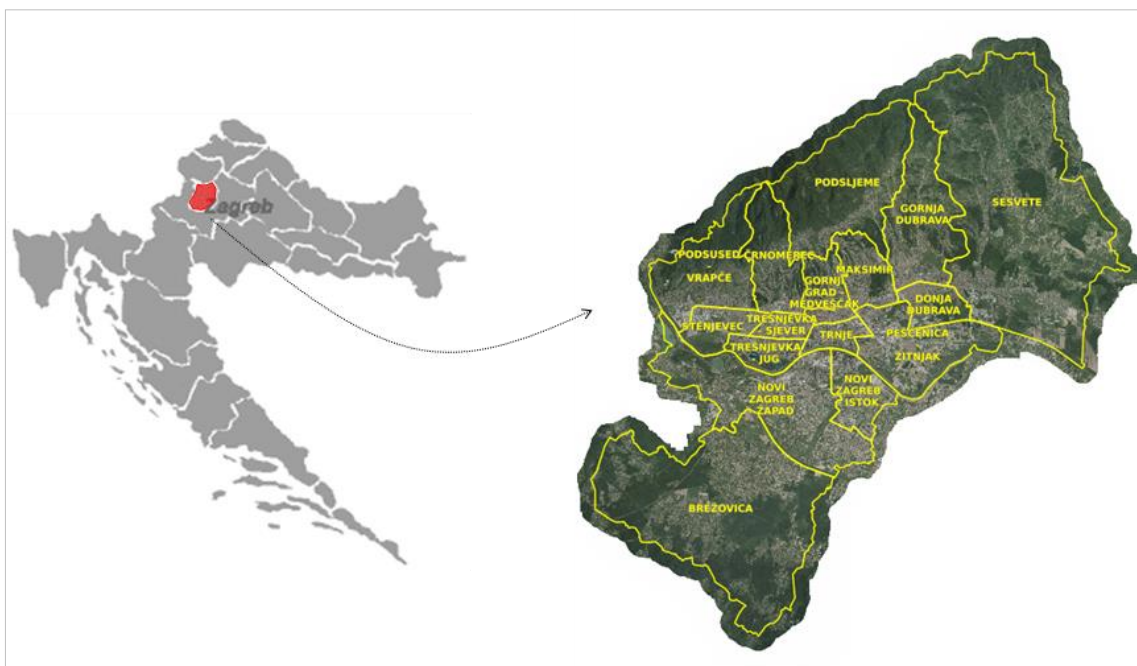 Zagreb
PODSLJEME
GORNJA
DUBRAVA
SESVETE
PODSUSED
VRAPČE
ČRNOMEREC
GORNJI
GRAD -
MEDVEŠČAK
MAKSIMIR
DONJA
DUBRAVA
STENJEVEC
TREŠNJEVKA
SJEVER
TRNJE
PEŠČENICA
ŽITNJAK
TREŠNJEVKA
JUG
NOVI
ZAGREB
ZAPAD
NOVI
ZAGREB
ISTOK
BREZOVICA